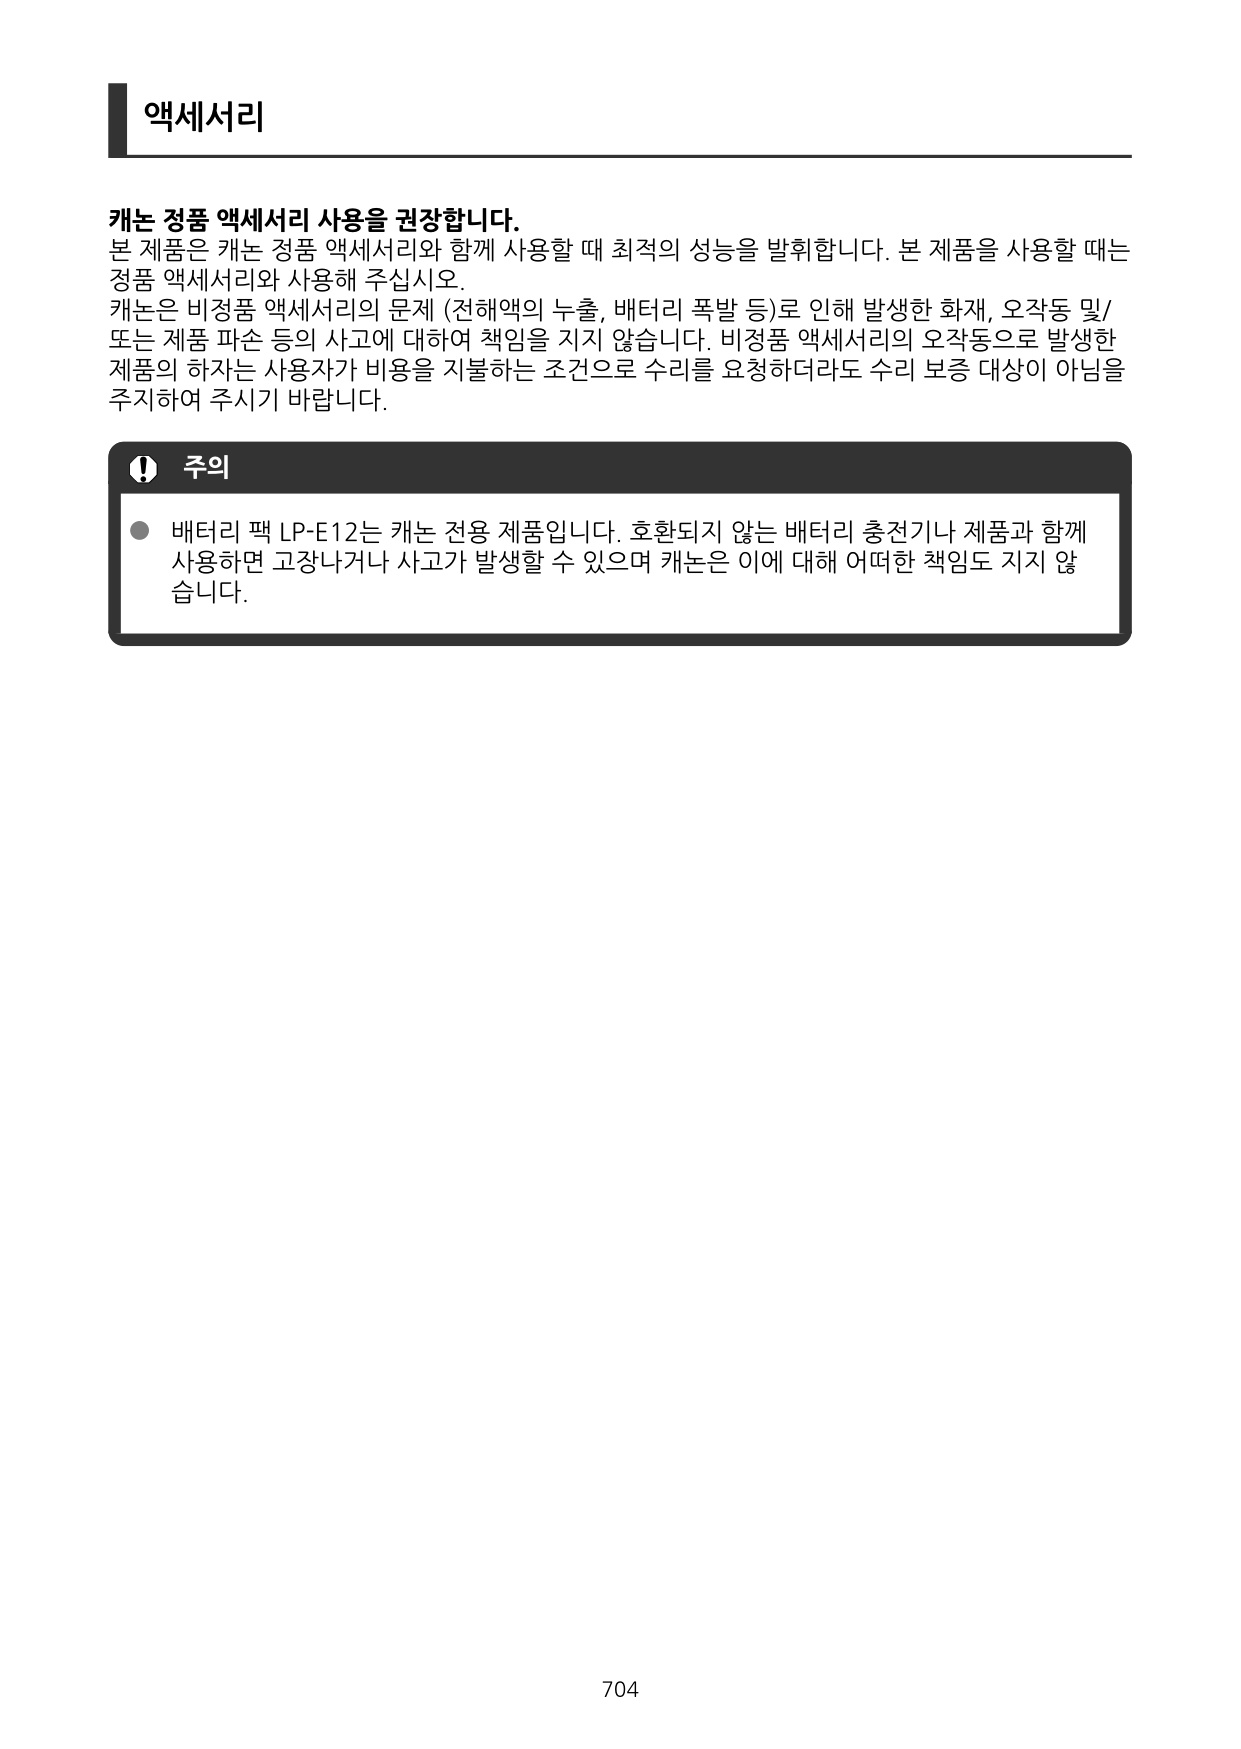 액세서리
캐논 정품 액세서리 사용을 권장합니다.
본 제품은 캐논 정품 액세서리와 함께 사용할 때 최적의 성능을 발휘합니다. 본 제품을 사용할 때는
정품 액세서리와 사용해 주십시오.
캐논은 비정품 액세서리의 문제 (전해액의 누출, 배터리 폭발 등)로 인해 발생한 화재, 오작동 및/
또는 제품 파손 등의 사고에 대하여 책임을 지지 않습니다. 비정품 액세서리의 오작동으로 발생한
제품의 하자는 사용자가 비용을 지불하는 조건으로 수리를 요청하더라도 수리 보증 대상이 아님을
주지하여 주시기 바랍니다.
주의
● 배터리 팩 LP-E12는 캐논 전용 제품입니다. 호환되지 않는 배터리 충전기나 제품과 함께
사용하면 고장나거나 사고가 발생할 수 있으며 캐논은 이에 대해 어떠한 책임도 지지 않
습니다.
704